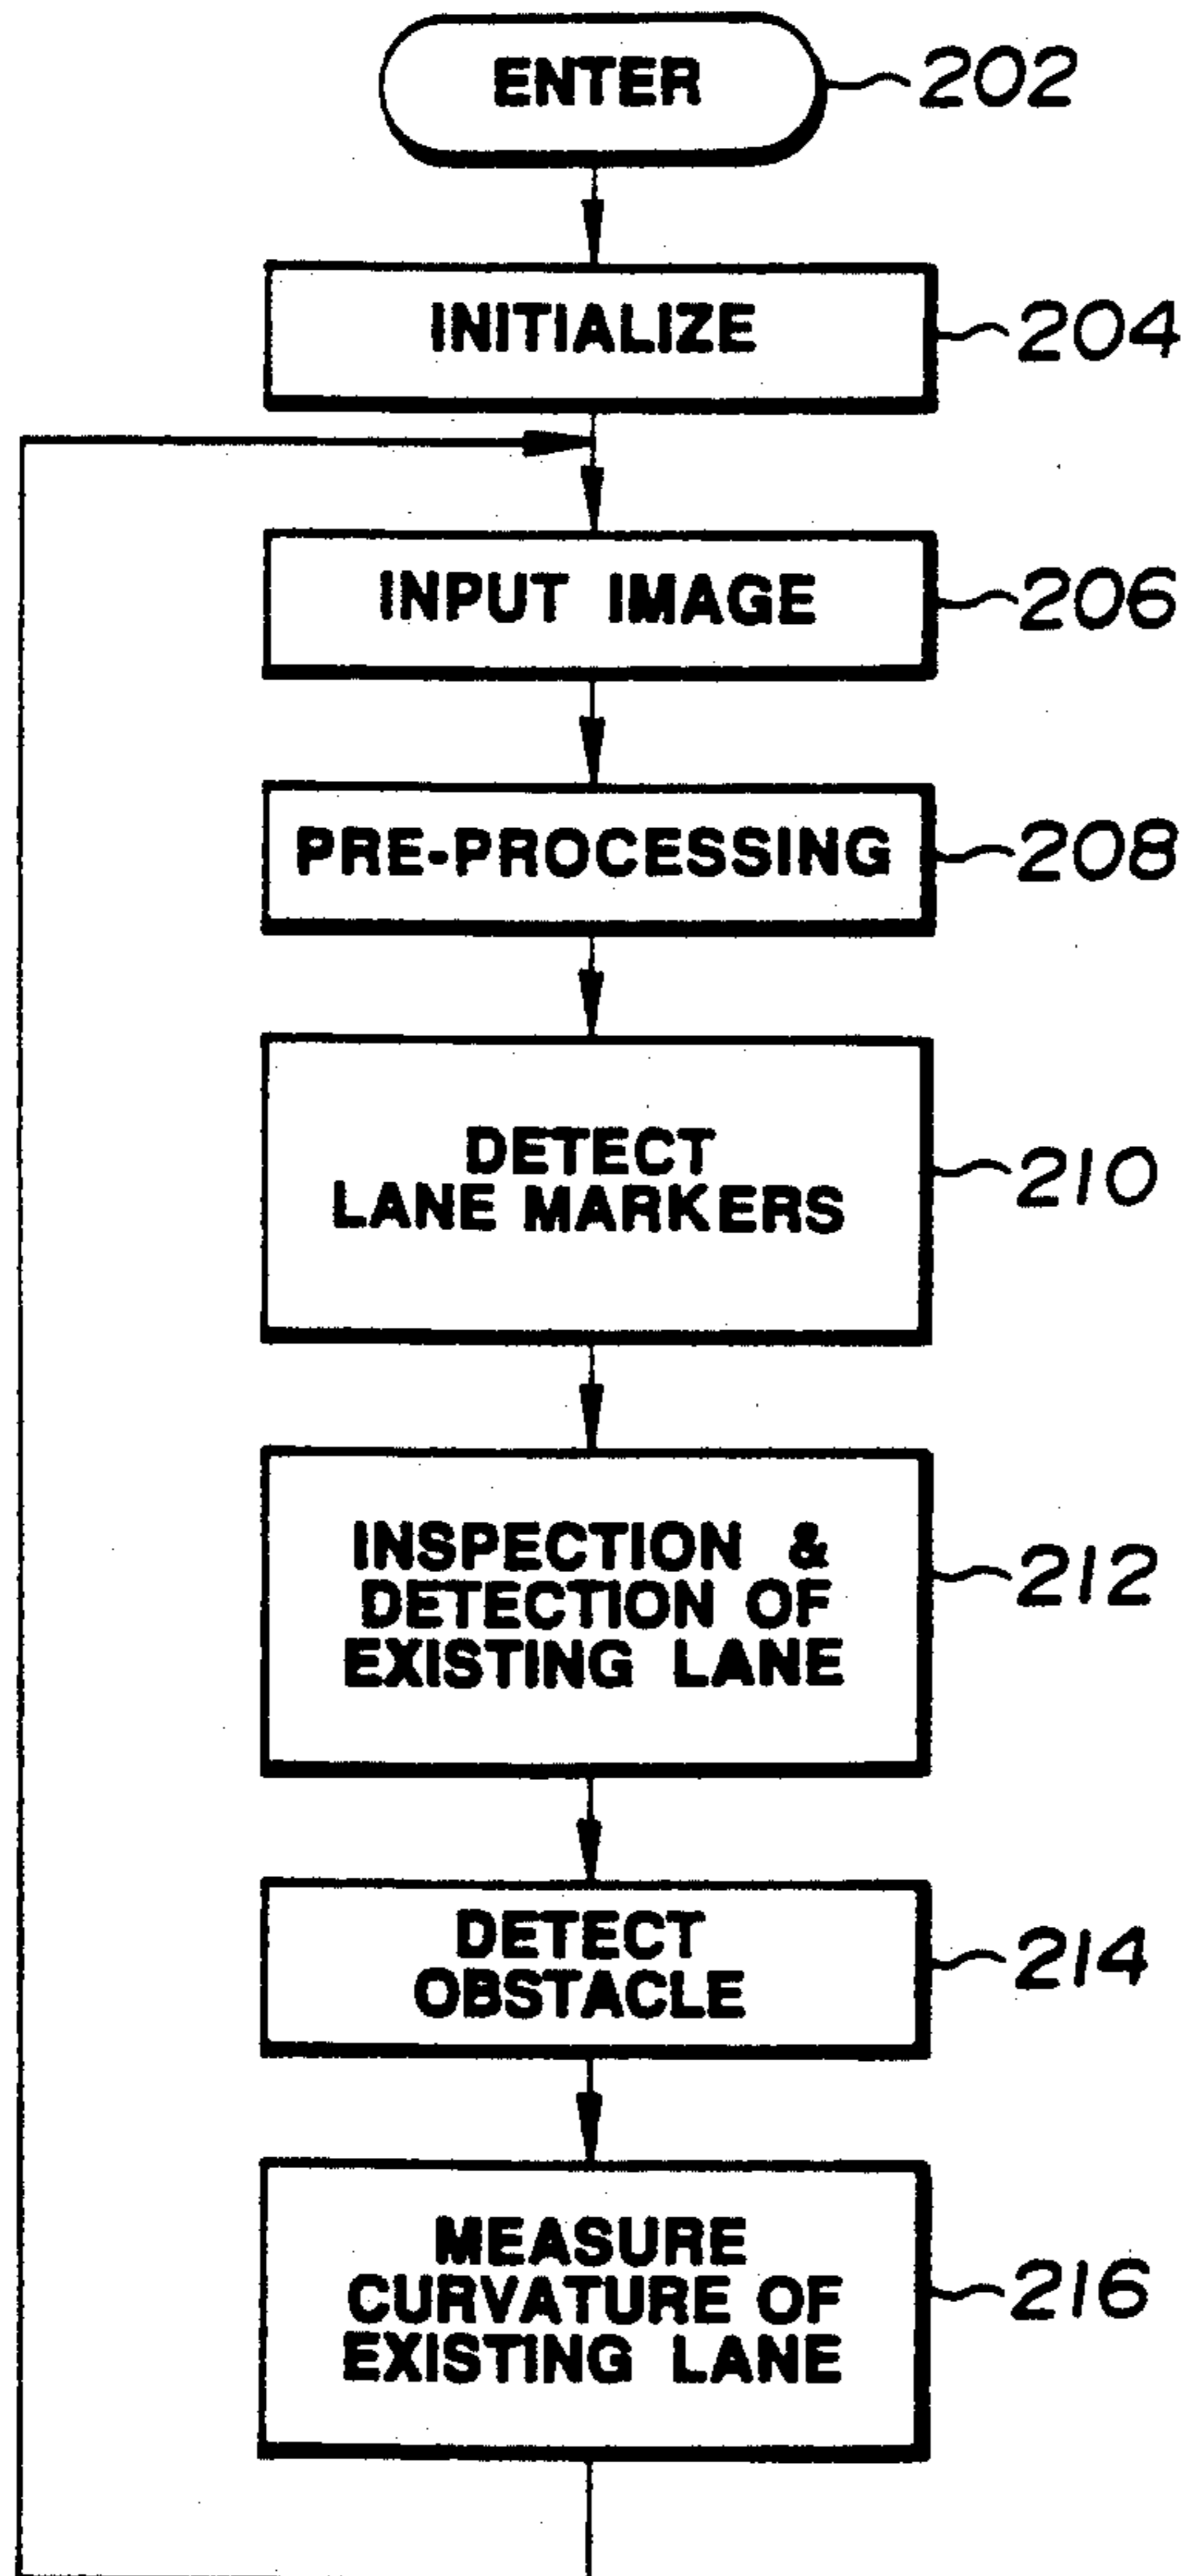 ENTER 202
INITIALIZE 204
INPUT IMAGE 206
PRE-PROCESSING 208
DETECT
LANE MARKERS 210
INSPECTION &
DETECTION OF
EXISTING LANE 212
DETECT
OBSTACLE 214
MEASURE
CURVATURE OF
EXISTING LANE 216